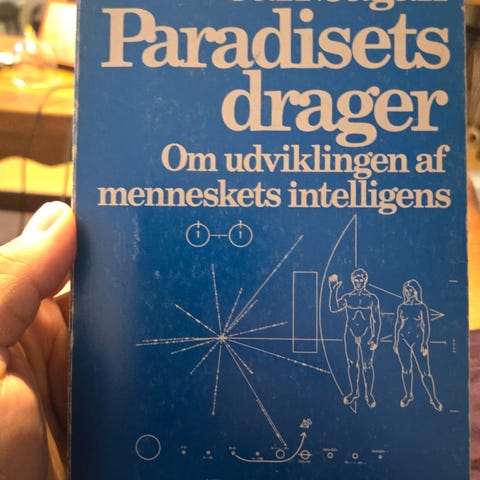 Paradisets
drager
Om udviklingen af
menneskets intelligens